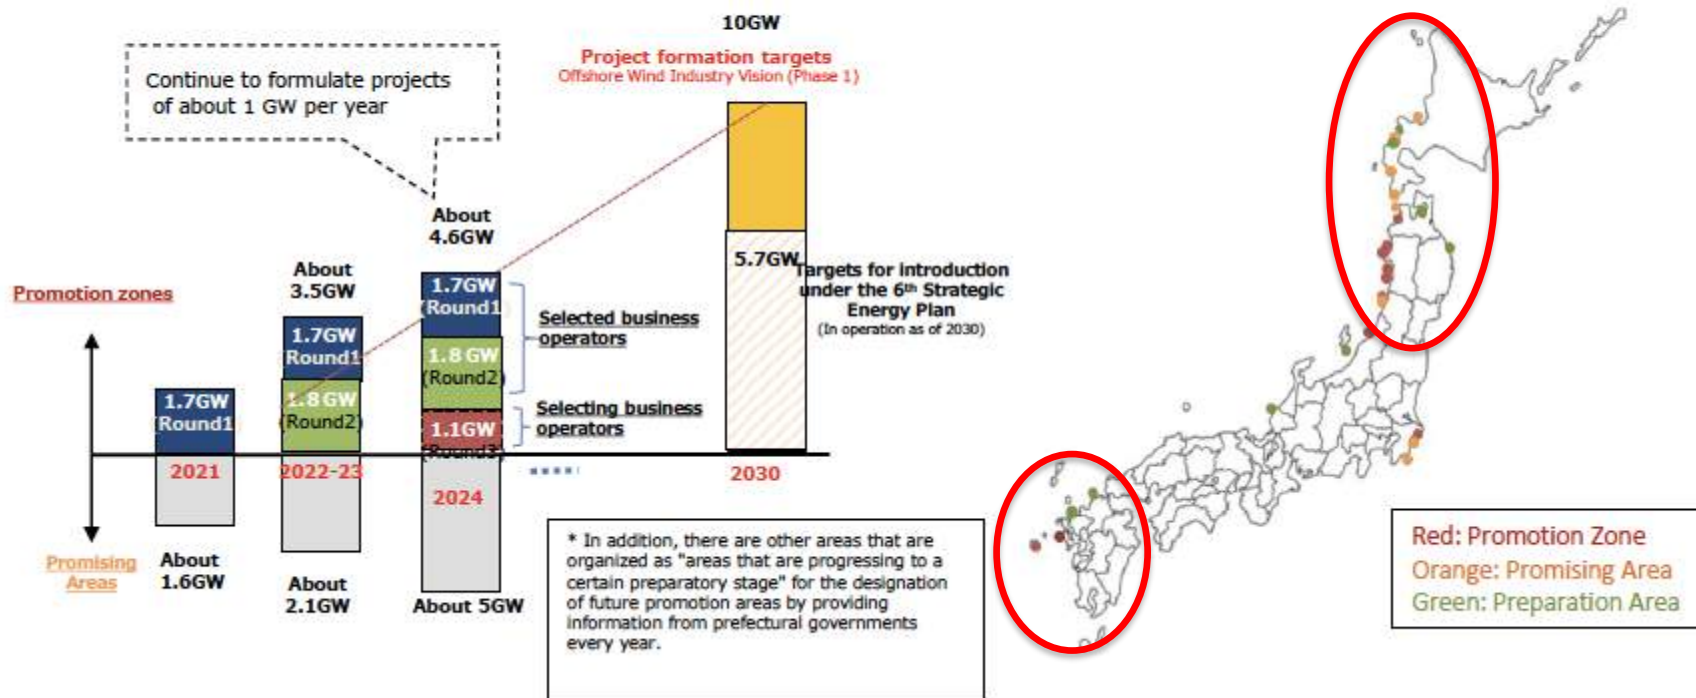 10GW
Project formation targets
Offshore Wind Industry Vision (Phase 1)
Continue to formulate projects
of about 1 GW per year
About
4.6GW
About
3.5GW
Promotion zones
1.7GW
(Round1
1.7GW
(Round1
1.8GW
(Round2)
1.7GW
(Round1
1.8 GW
(Round2)
1.1GW
(Round3)
Selected business
operators
Selecting business
operators
5.7GW
Targets for introduction
under the 6th Strategic
Energy Plan
(In operation as of 2030)
2021
2022-23
2024
2030
Promising
Areas
About
1.6GW
About
2.1GW
About 5GW
* In addition, there are other areas that are
organized as "areas that are progressing to a
certain preparatory stage" for the designation
of future promotion areas by providing
information from prefectural governments
every year.
Red: Promotion Zone
Orange: Promising Area
Green: Preparation Area